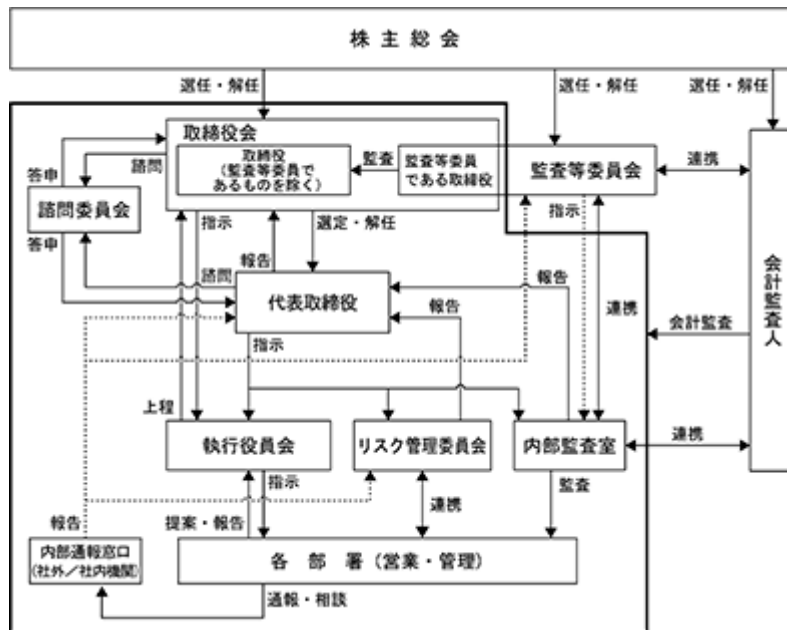 株主総会
選任・解任
選任・解任
選任・解任
取締役会
取締役
(監査等委員で
あるものを除く)
監査
監査等委員
である取締役
監査等委員会
連携
答申
諮問
諮問委員会
答申
諮問
指示
報告
選定・解任
指示
代表取締役
報告
報告
連携
会計監査
会計監査人
指示
上程
執行役員会
リスク管理委員会
内部監査室
連携
指示
連携
監査
報告
提案・報告
内部通報窓口
(社外/社内機関)
各部署(営業・管理)
通報・相談